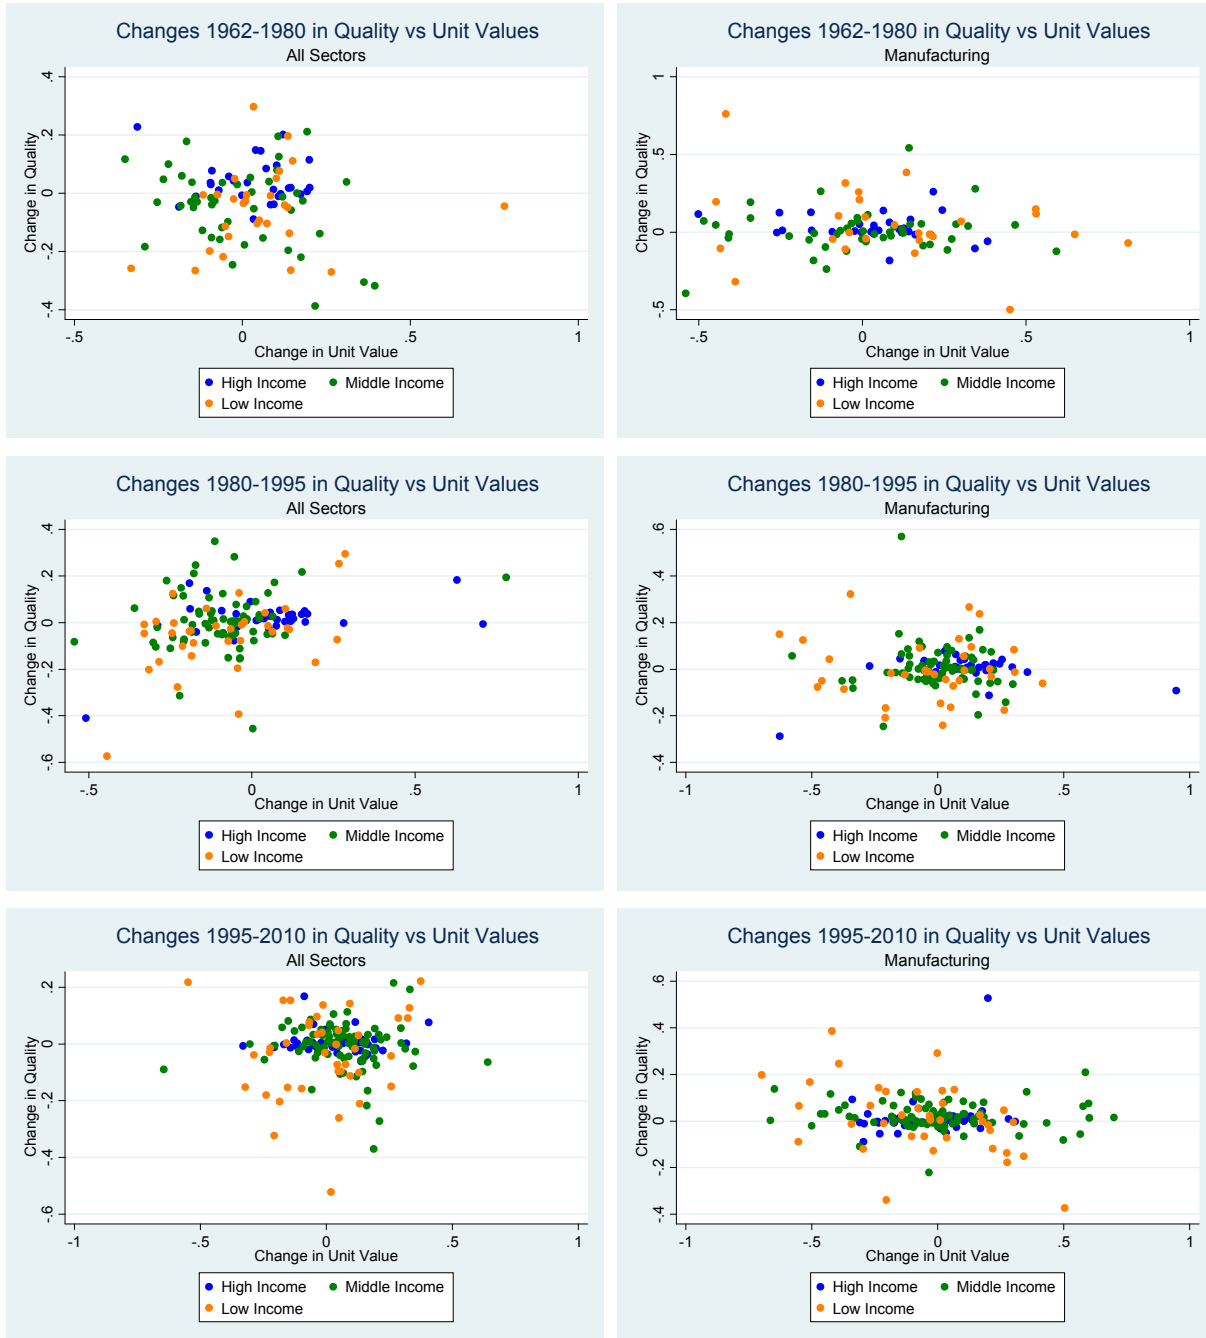 Changes 1962-1980 in Quality vs Unit Values
All Sectors
Change in Quality
.4
.2
0
-.2
-.4
-.5
0
.5
1
Change in Unit Value
High Income
Middle Income
Low Income
Changes 1962-1980 in Quality vs Unit Values
Manufacturing
Change in Quality
1
.5
0
-.5
-.5
0
.5
1
Change in Unit Value
High Income
Middle Income
Low Income
Changes 1980-1995 in Quality vs Unit Values
All Sectors
Change in Quality
.4
.2
0
-.2
-.4
-.6
-.5
0
.5
1
Change in Unit Value
High Income
Middle Income
Low Income
Changes 1980-1995 in Quality vs Unit Values
Manufacturing
Change in Quality
.6
.4
.2
0
-.2
-.4
-1
-.5
0
.5
1
Change in Unit Value
High Income
Middle Income
Low Income
Changes 1995-2010 in Quality vs Unit Values
All Sectors
Change in Quality
.2
0
-.2
-.4
-.6
-1
-.5
0
.5
1
Change in Unit Value
High Income
Middle Income
Low Income
Changes 1995-2010 in Quality vs Unit Values
Manufacturing
Change in Quality
.6
.4
.2
0
-.2
-.4
-1
-.5
0
.5
1
Change in Unit Value
High Income
Middle Income
Low Income